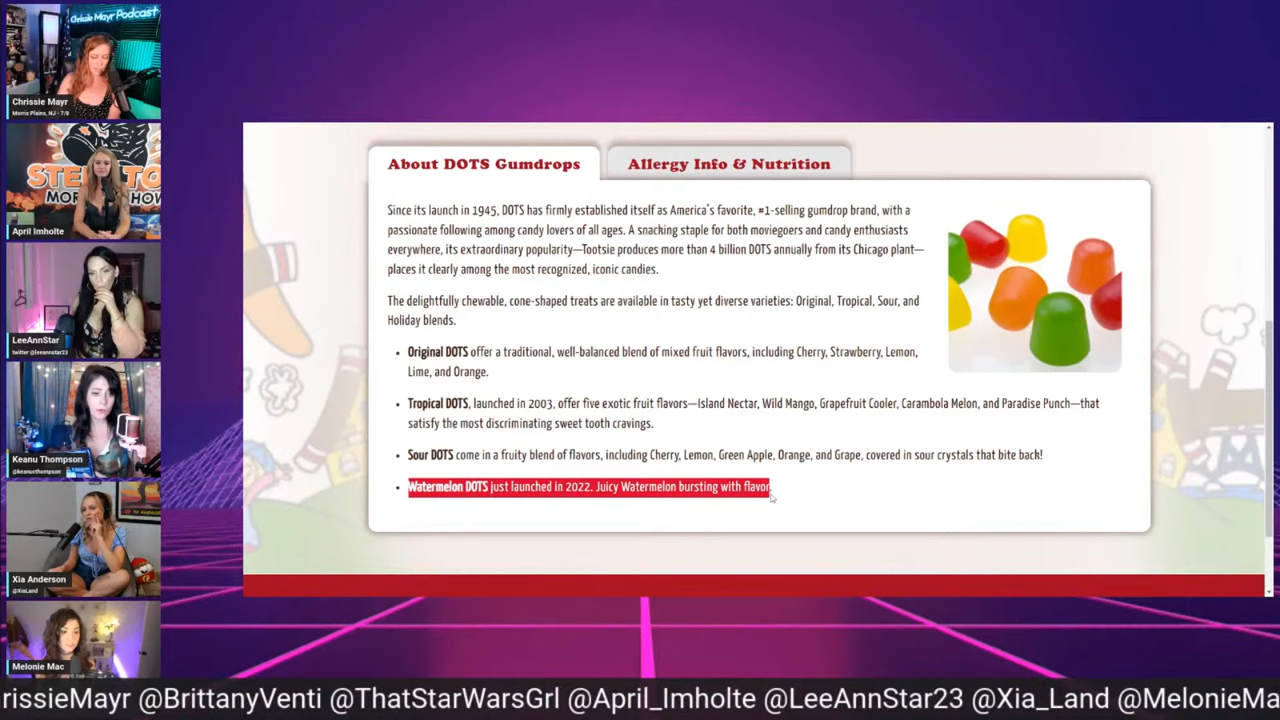 Chrissie Mayr Podcast
Chrissie Mayr
Morris Plains, NJ - 7/8
April Imholte
LeeAnnStar
twitter @leeannstar23
Keanu Thompson
@keanucthompson
Xia Anderson
@XiaLand
Melonie Mac
About DOTS Gumdrops
Allergy Info & Nutrition
Since its launch in 1945, DOTS has firmly established itself as America's favorite, #1-selling gumdrop brand, with a
passionate following among candy lovers of all ages. A snacking staple for both moviegoers and candy enthusiasts
everywhere, its extraordinary popularity—Tootsie produces more than 4 billion DOTS annually from its Chicago plant—
places it clearly among the most recognized, iconic candies.
The delightfully chewable, cone-shaped treats are available in tasty yet diverse varieties: Original, Tropical, Sour, and
Holiday blends.
• Original DOTS offer a traditional, well-balanced blend of mixed fruit flavors, including Cherry, Strawberry, Lemon,
Lime, and Orange.
• Tropical DOTS, launched in 2003, offer five exotic fruit flavors—Island Nectar, Wild Mango, Grapefruit Cooler, Carambola Melon, and Paradise Punch—that
satisfy the most discriminating sweet tooth cravings.
• Sour DOTS come in a fruity blend of flavors, including Cherry, Lemon, Green Apple, Orange, and Grape, covered in sour crystals that bite back!
• Watermelon DOTS just launched in 2022. Juicy Watermelon bursting with flavor.
rissieMayr @BrittanyVenti @ThatStarWarsGrl @April_Imholte @LeeAnnStar23 @Xia_Land @MelonieMa